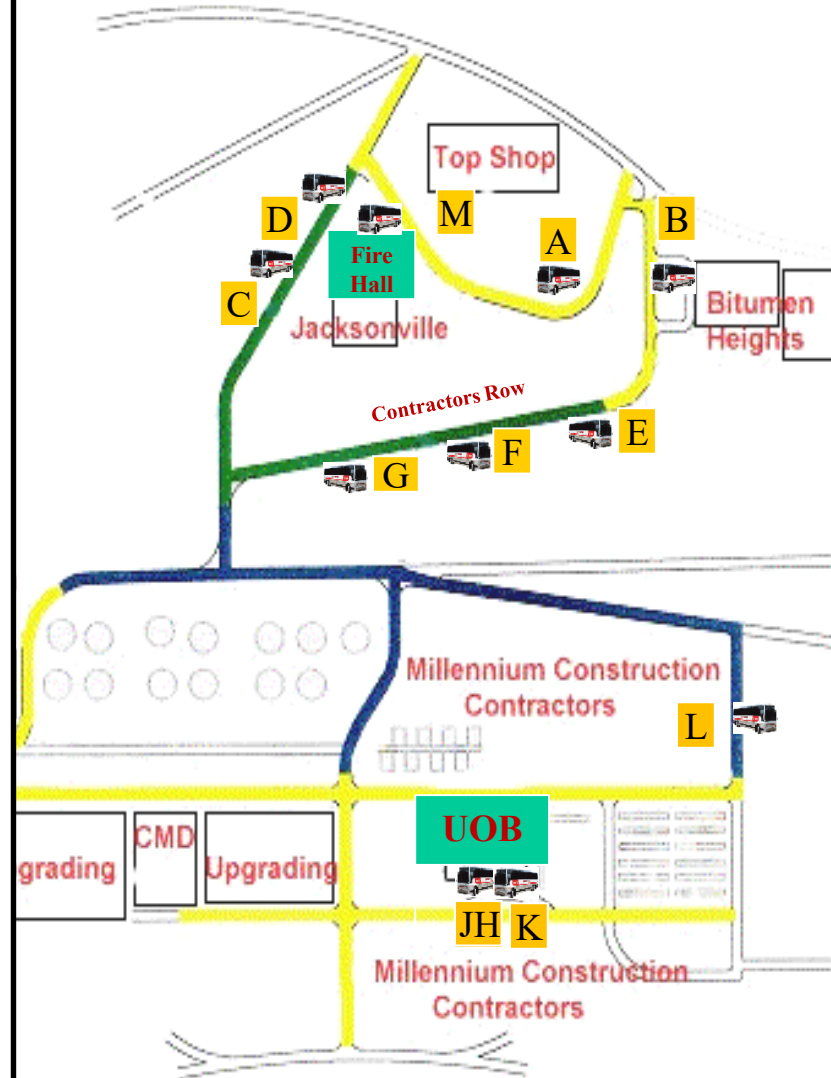 Top Shop
D
M
B
A
Fire
Hall
C
Bitumen
Heights
Jacksonville
Contractors Row
E
F
G
Millennium Construction
Contractors
L
UOB
CMD
grading
Upgrading
JH
K
Millennium Construction
Contractors